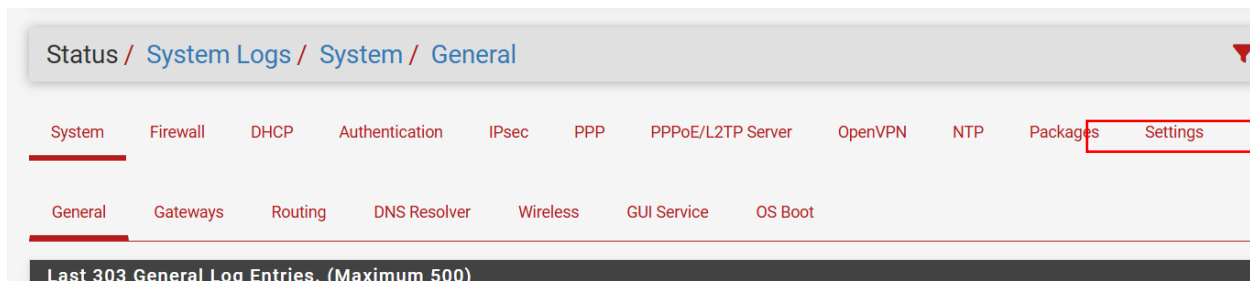 Status / System Logs / System / General
System Firewall DHCP Authentication IPsec PPP PPPoE/L2TP Server OpenVPN NTP Packages Settings
General Gateways Routing DNS Resolver Wireless GUI Service OS Boot
Last 303 General Log Entries. (Maximum 500)